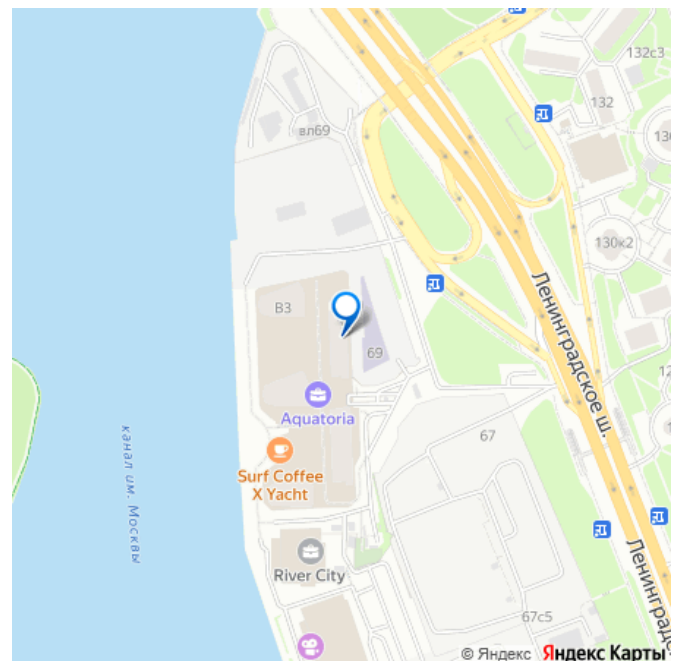 132с3
132
вл69
130к2
Ленинградское ш.
В3
69
Aquatoria
67
канал им. Москвы
Surf Coffee
X Yacht
River City
67с5
© Яндекс Яндекс Карты